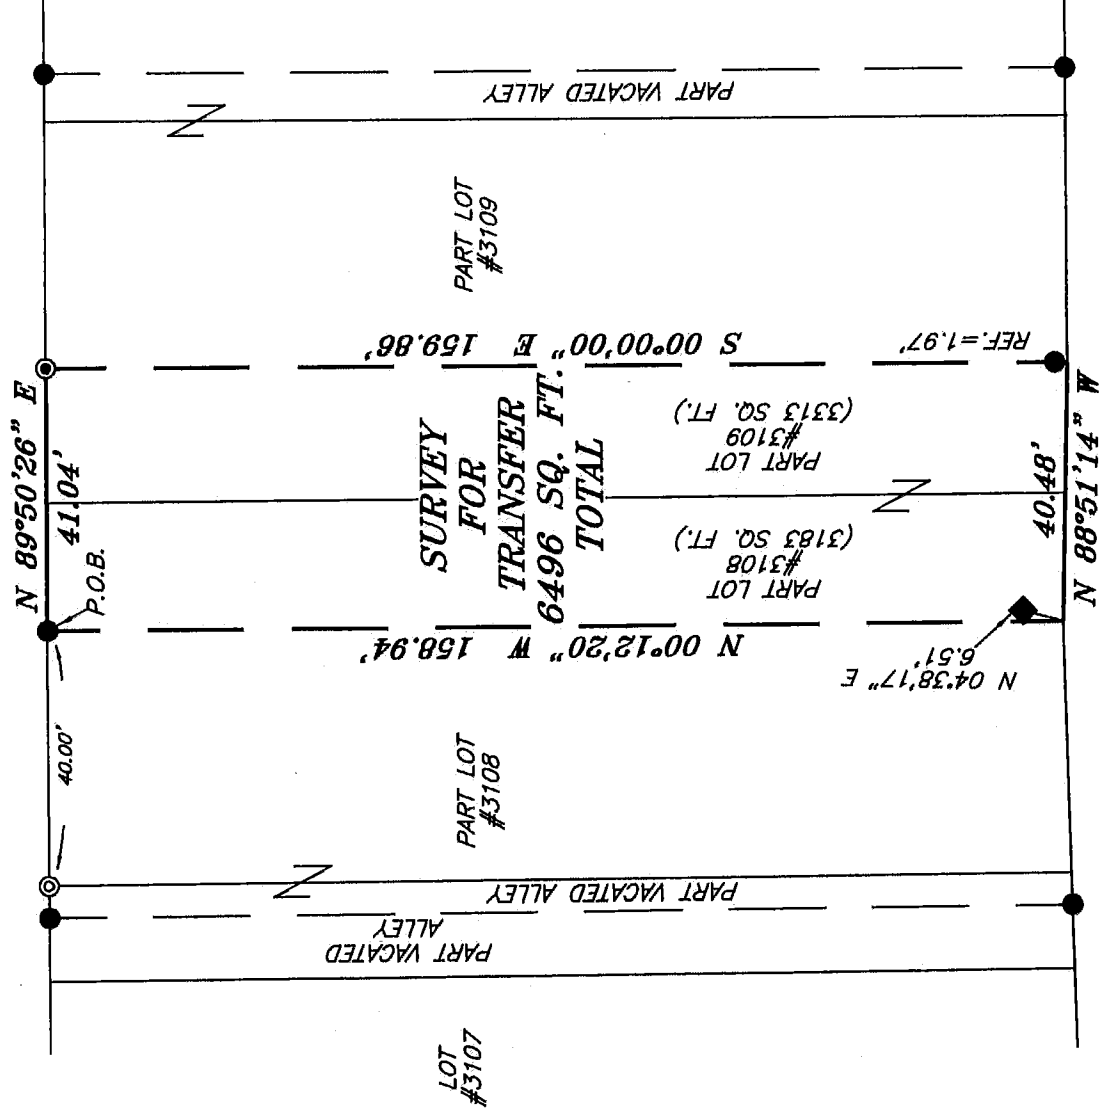 PART VACATED ALLEY
PART LOT
#3109
S 00°00'00" E 159.86'
REF.=1.97'
N 89°50'26" E
41.04'
P.O.B.
SURVEY
FOR
TRANSFER
6496 SQ. FT.
TOTAL
PART LOT
#3109
(3313 SQ. FT.)
PART LOT
#3108
(3183 SQ. FT.)
40.48'
N 88°51'14" W
N 00°12'20" W 158.94'
N 04°38'17" E
6.51'
40.00'
PART LOT
#3108
PART VACATED ALLEY
PART VACATED
ALLEY
LOT
#3107